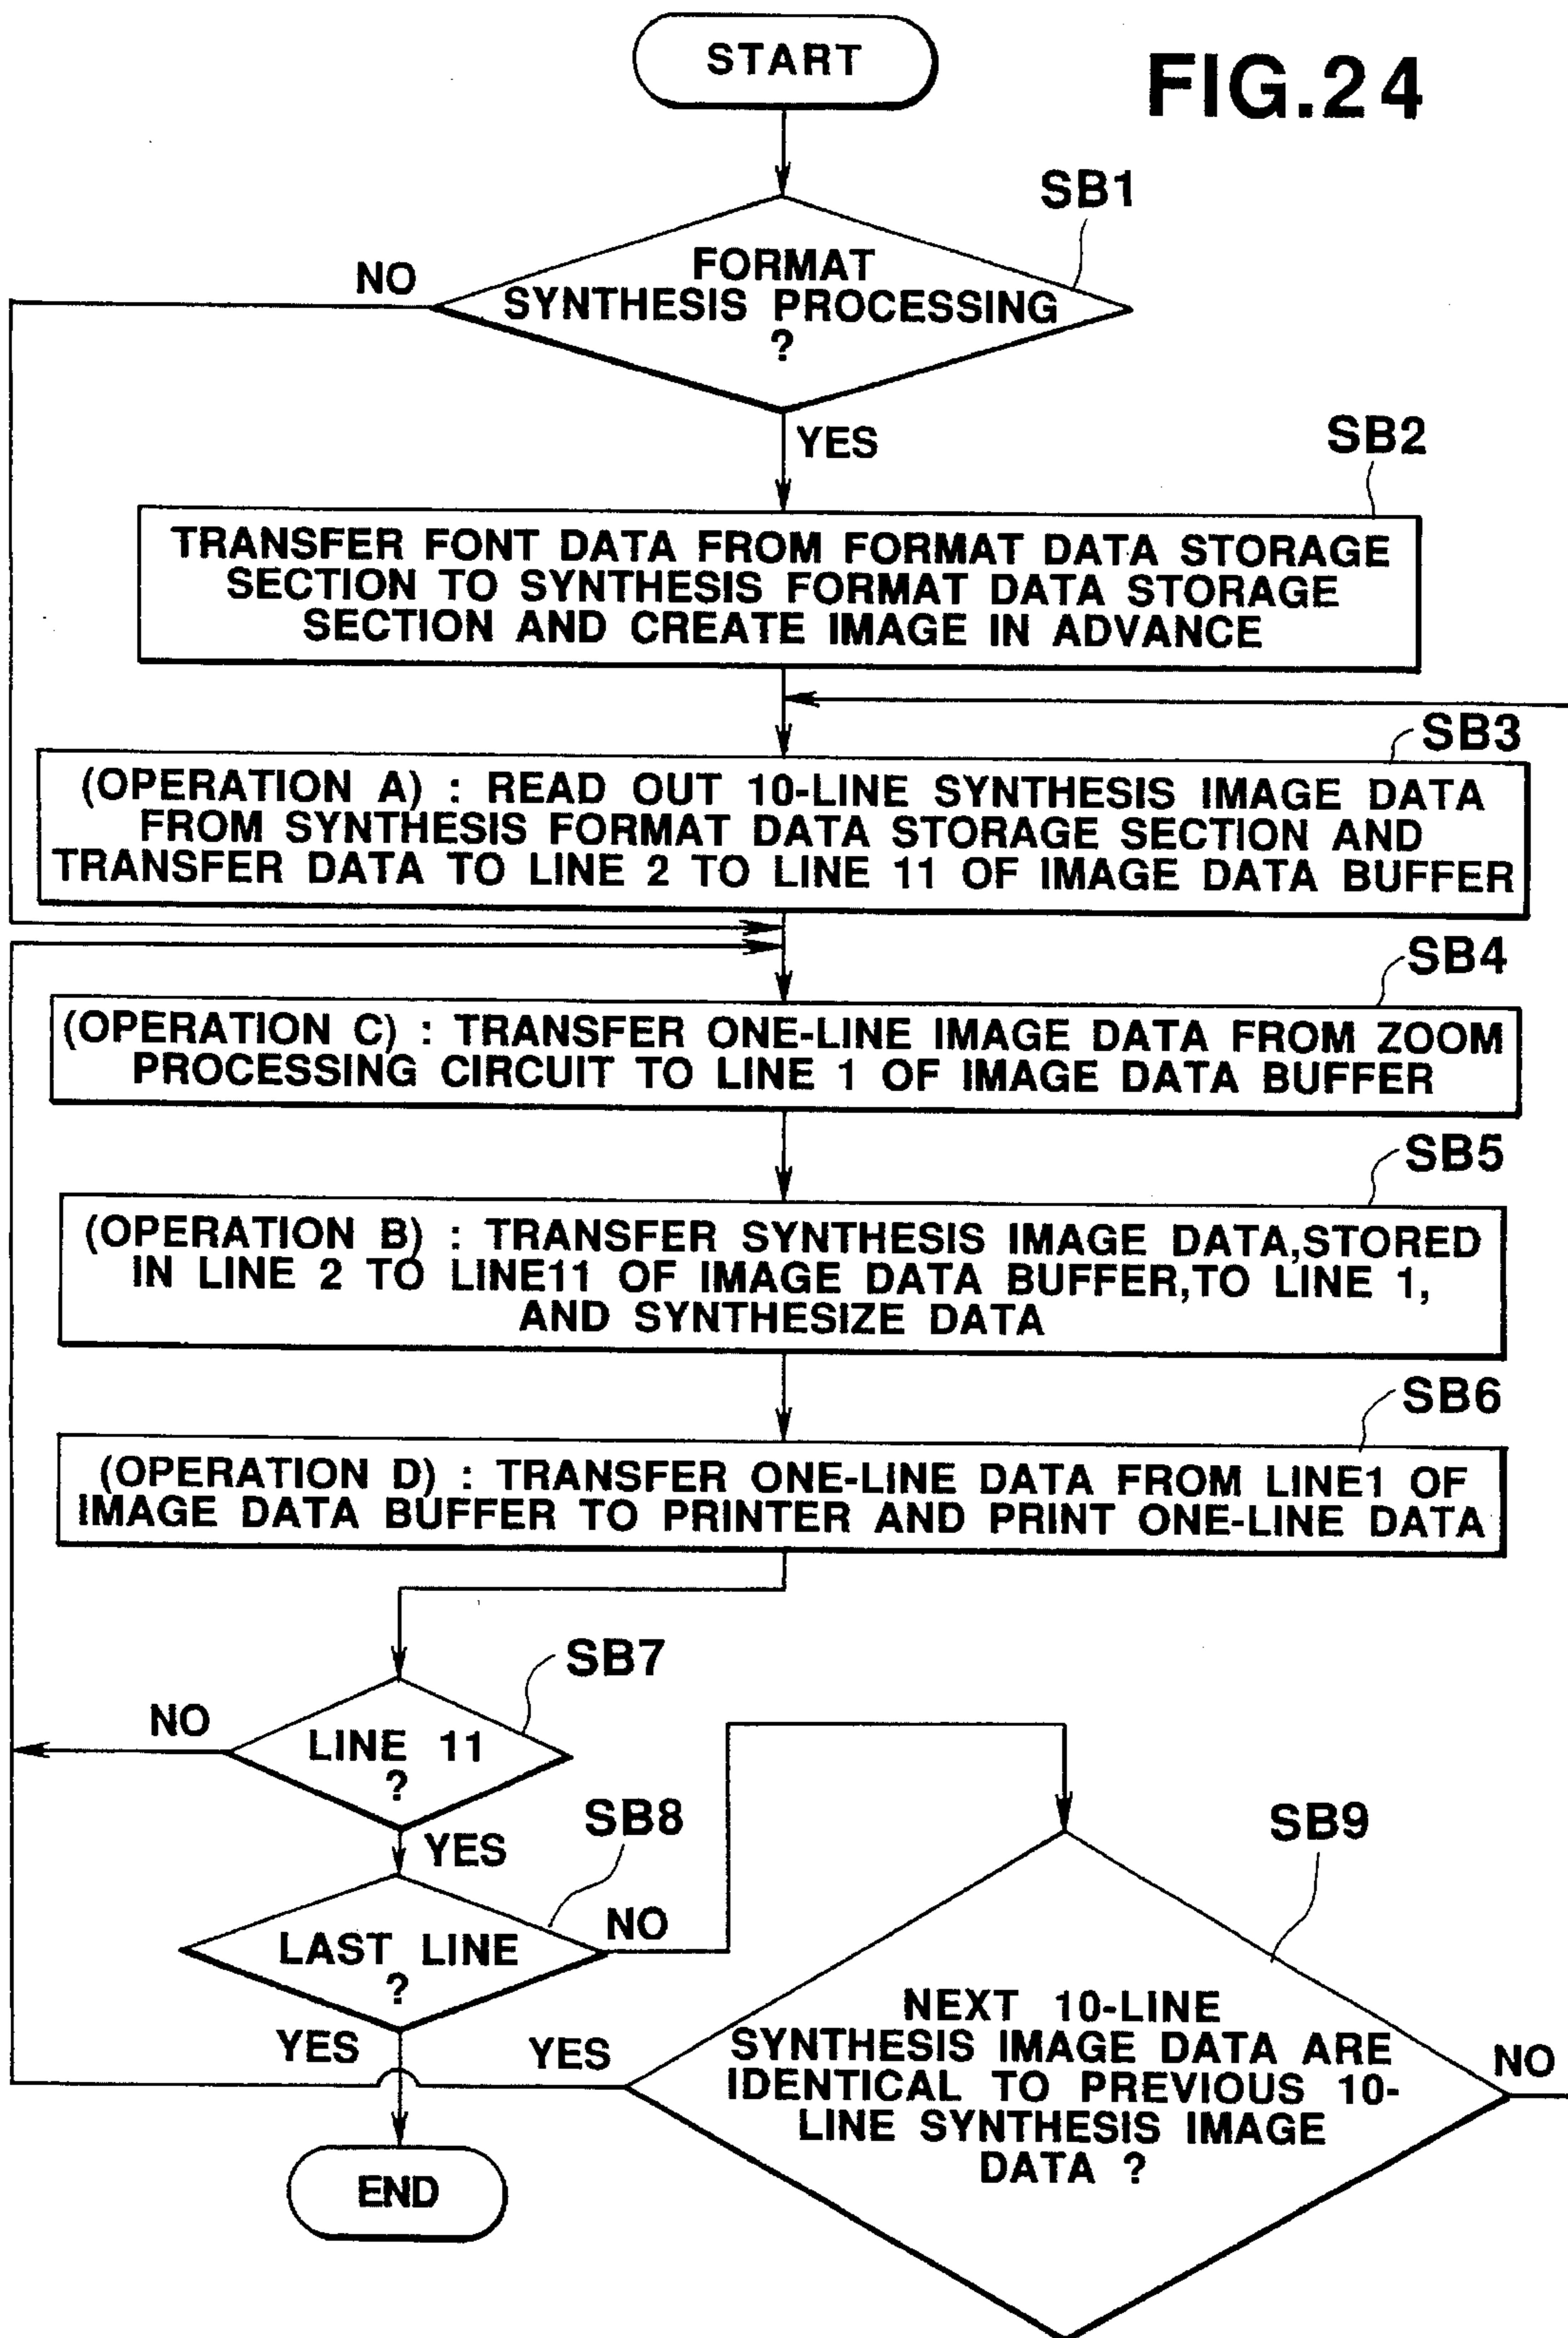 START
FIG.24
SB1
NO
FORMAT
SYNTHESIS PROCESSING
?
YES
SB2
TRANSFER FONT DATA FROM FORMAT DATA STORAGE
SECTION TO SYNTHESIS FORMAT DATA STORAGE
SECTION AND CREATE IMAGE IN ADVANCE
SB3
(OPERATION A) : READ OUT 10-LINE SYNTHESIS IMAGE DATA
FROM SYNTHESIS FORMAT DATA STORAGE SECTION AND
TRANSFER DATA TO LINE 2 TO LINE 11 OF IMAGE DATA BUFFER
SB4
(OPERATION C) : TRANSFER ONE-LINE IMAGE DATA FROM ZOOM
PROCESSING CIRCUIT TO LINE 1 OF IMAGE DATA BUFFER
SB5
(OPERATION B) : TRANSFER SYNTHESIS IMAGE DATA,STORED
IN LINE 2 TO LINE11 OF IMAGE DATA BUFFER,TO LINE 1,
AND SYNTHESIZE DATA
SB6
(OPERATION D) : TRANSFER ONE-LINE DATA FROM LINE1 OF
IMAGE DATA BUFFER TO PRINTER AND PRINT ONE-LINE DATA
SB7
NO
LINE 11
?
YES
SB8
NO
LAST LINE
?
YES
END
SB9
YES
NEXT 10-LINE
SYNTHESIS IMAGE DATA ARE
IDENTICAL TO PREVIOUS 10-
LINE SYNTHESIS IMAGE
DATA ?
NO